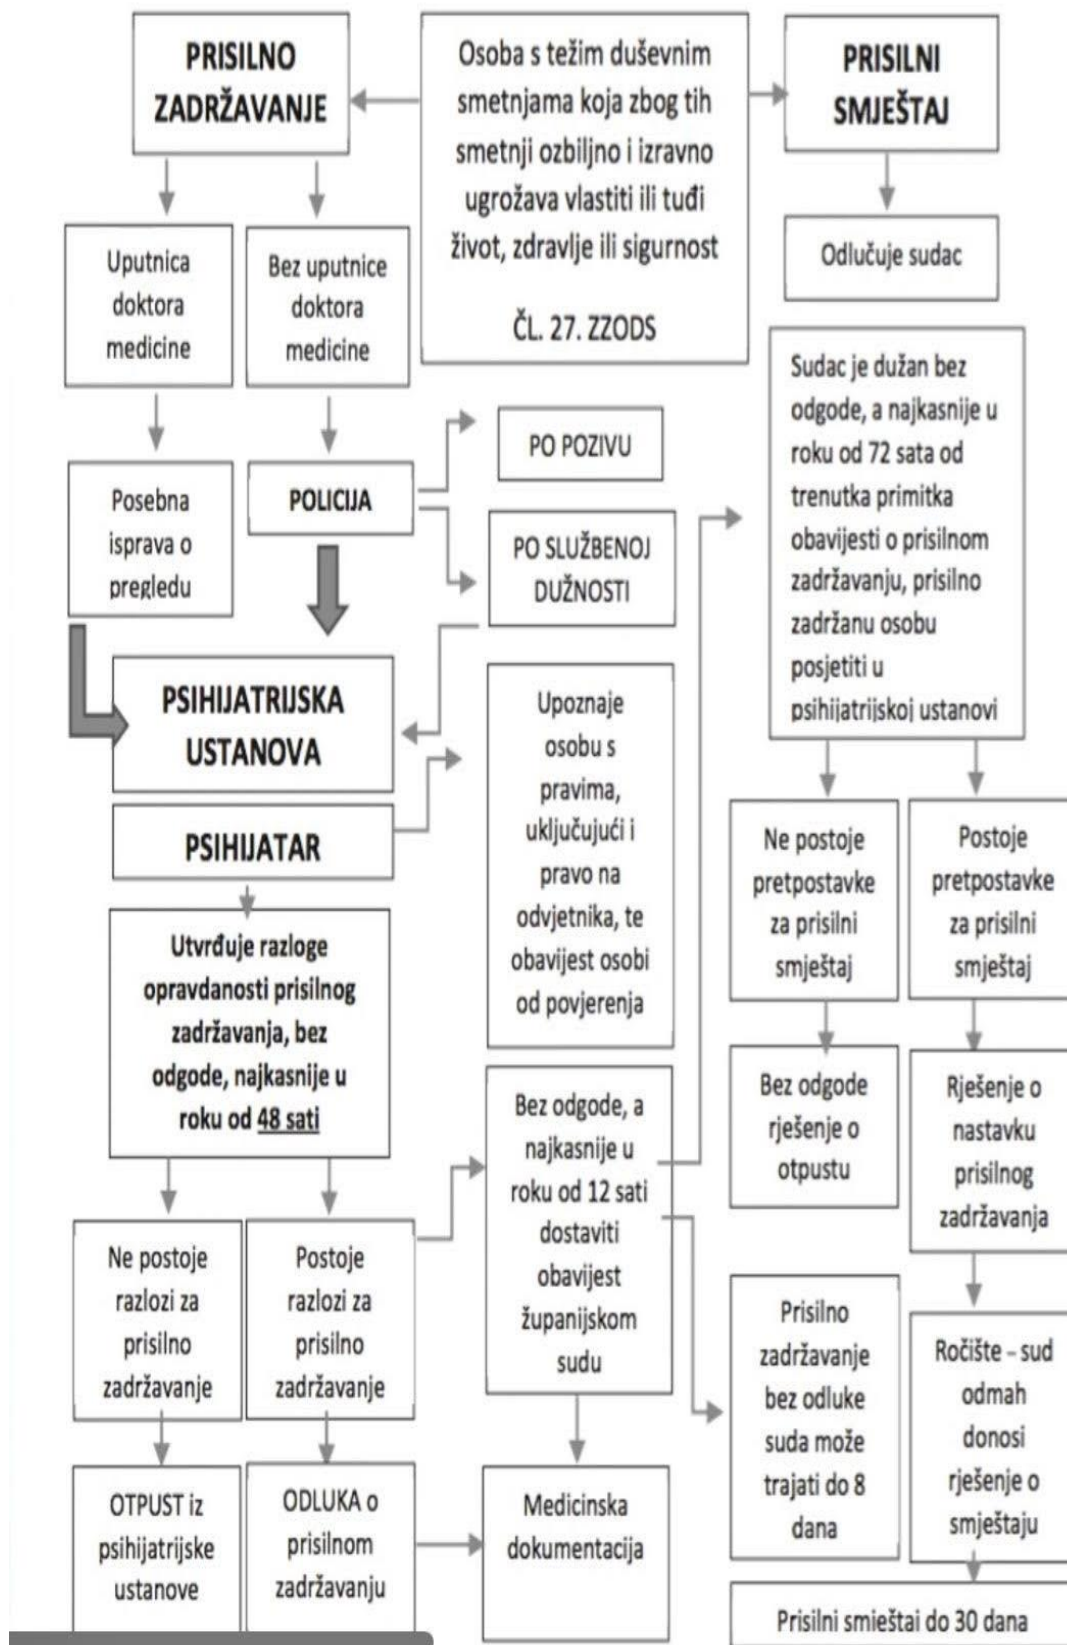 PRISILNO
ZADRŽAVANJE
Osoba s težim duševnim
smetnjama koja zbog tih
smetnji ozbiljno i izravno
ugrožava vlastiti ili tuđi
život, zdravlje ili sigurnost
ČL. 27. ZZODS
PRISILNI
SMJEŠTAJ
Uputnica
doktora
medicine
Bez uputnice
doktora
medicine
Odlučuje sudac
Posebna
isprava o
pregledu
POLICIJA
PO POZIVU
PO SLUŽBENOJ
DUŽNOSTI
Sudac je dužan bez
odgode, a najkasnije u
roku od 72 sata od
trenutka primitka
obavijesti o prisilnom
zadržavanju, prisilno
zadržanu osobu
posjetiti u
psihijatrijskoj ustanovi
PSIHIJATRIJSKA
USTANOVA
PSIHIJATAR
Upoznaje
osobu s
pravima,
uključujući i
pravo na
odvjetnika, te
obavijest osobi
od povjerenja
Utvrđuje razloge
opravdanosti prisilnog
zadržavanja, bez
odgode, najkasnije u
roku od 48 sati
Ne postoje
pretpostavke
za prisilni
smještaj
Postoje
pretpostavke
za prisilni
smještaj
Bez odgode
rješenje o
otpustu
Rješenje o
nastavku
prisilnog
zadržavanja
Ne postoje
razlozi za
prisilno
zadržavanje
Postoje
razlozi za
prisilno
zadržavanje
Bez odgode, a
najkasnije u
roku od 12 sati
dostaviti
obavijest
županijskom
sudu
Prisilno
zadržavanje
bez odluke
suda može
trajati do 8
dana
Ročište – sud
odmah
donosi
rješenje o
smještaju
OTPUST iz
psihijatrijske
ustanove
ODLUKA o
prisilnom
zadržavanju
Medicinska
dokumentacija
Prisilni smještaj do 30 dana